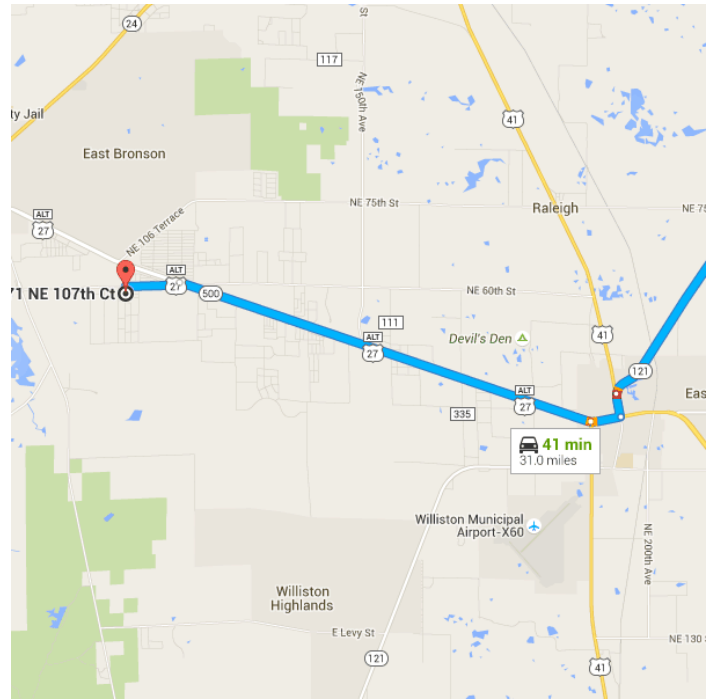 St
24
117
NE 150th Ave
41
ty Jail
East Bronson
NE 75th St
Raleigh
NE 75
ALT
27
NE 106 Terrace
ALT
27
71 NE 107th Ct
500
NE 60th St
111
Devil's Den
41
ALT
27
121
ALT
27
Eas
335
41 min
31.0 miles
Williston Municipal
Airport-X60
NE 200th Ave
Williston
Highlands
E Levy St
NE 130 S
121
41